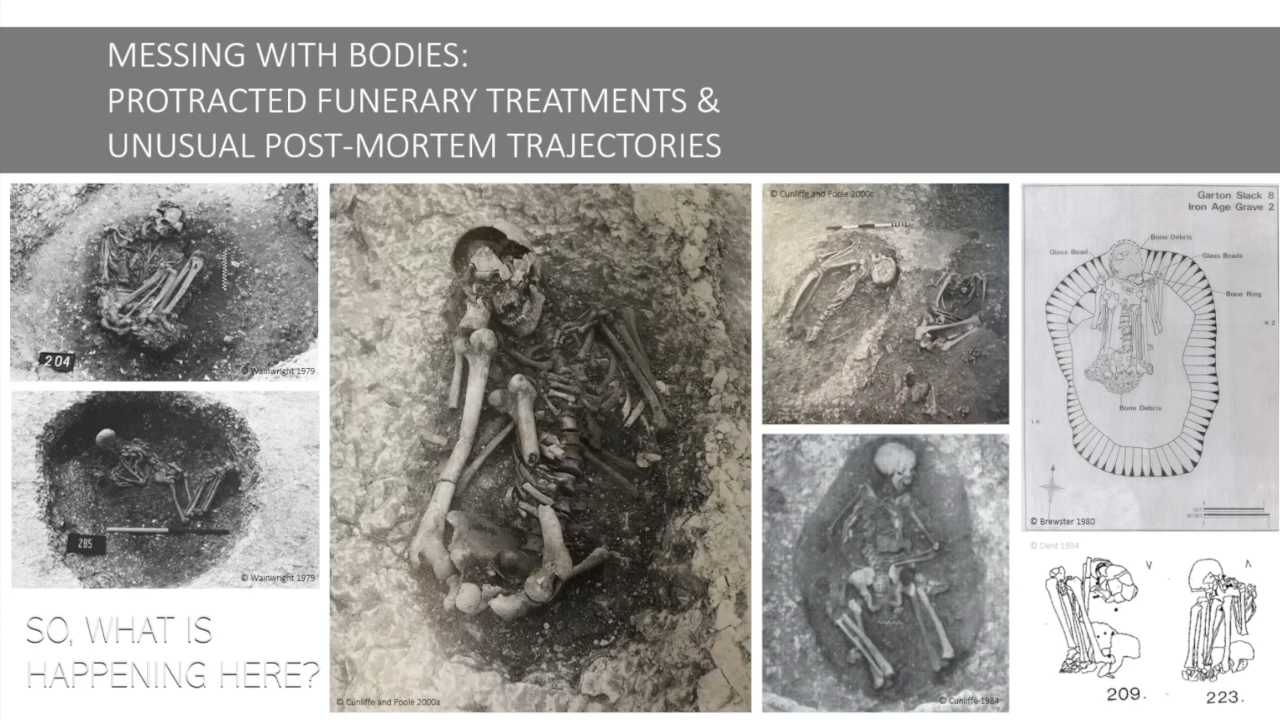 MESSING WITH BODIES:
PROTRACTED FUNERARY TREATMENTS &
UNUSUAL POST-MORTEM TRAJECTORIES
204
© Wainwright 1979
285
© Wainwright 1979
SO, WHAT IS
HAPPENING HERE?
© Cunliffe and Poole 2000a
© Cunliffe and Poole 2000c
© Cunliffe 1984
Garton Slack 8
Iron Age Grave 2
Bone Debris
Glass Bead
Glass Beads
Bone Ring
Bone Debris
© Brewster 1980
© Dent 1984
209.
223.